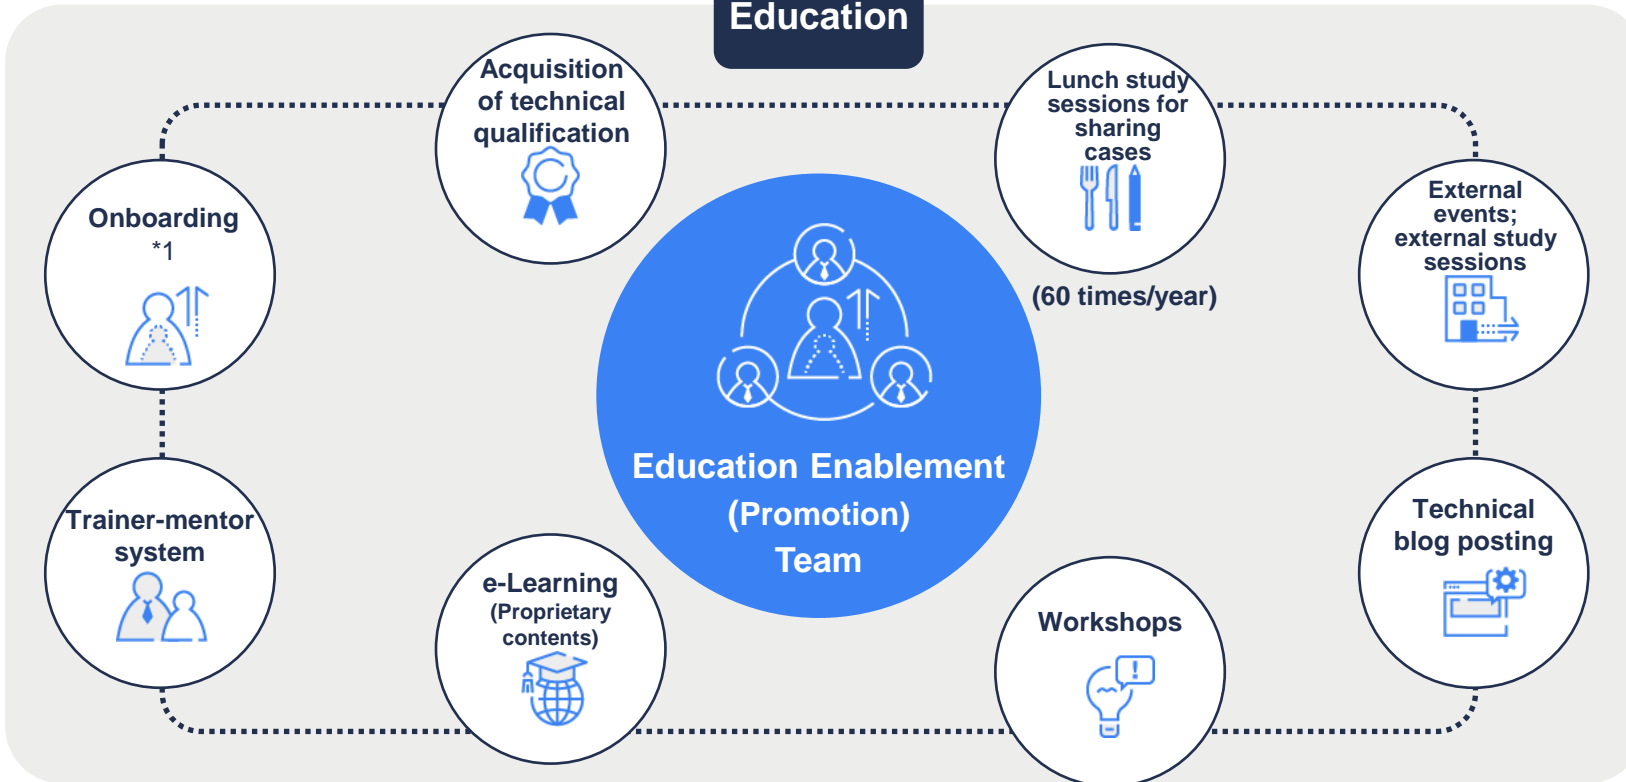 Education
Acquisition
of technical
qualification
Lunch study
sessions for
sharing
cases
(60 times/year)
Onboarding
*1
External
events;
external study
sessions
Education Enablement
(Promotion)
Team
Trainer-mentor
system
e-Learning
(Proprietary
contents)
Workshops
Technical
blog posting